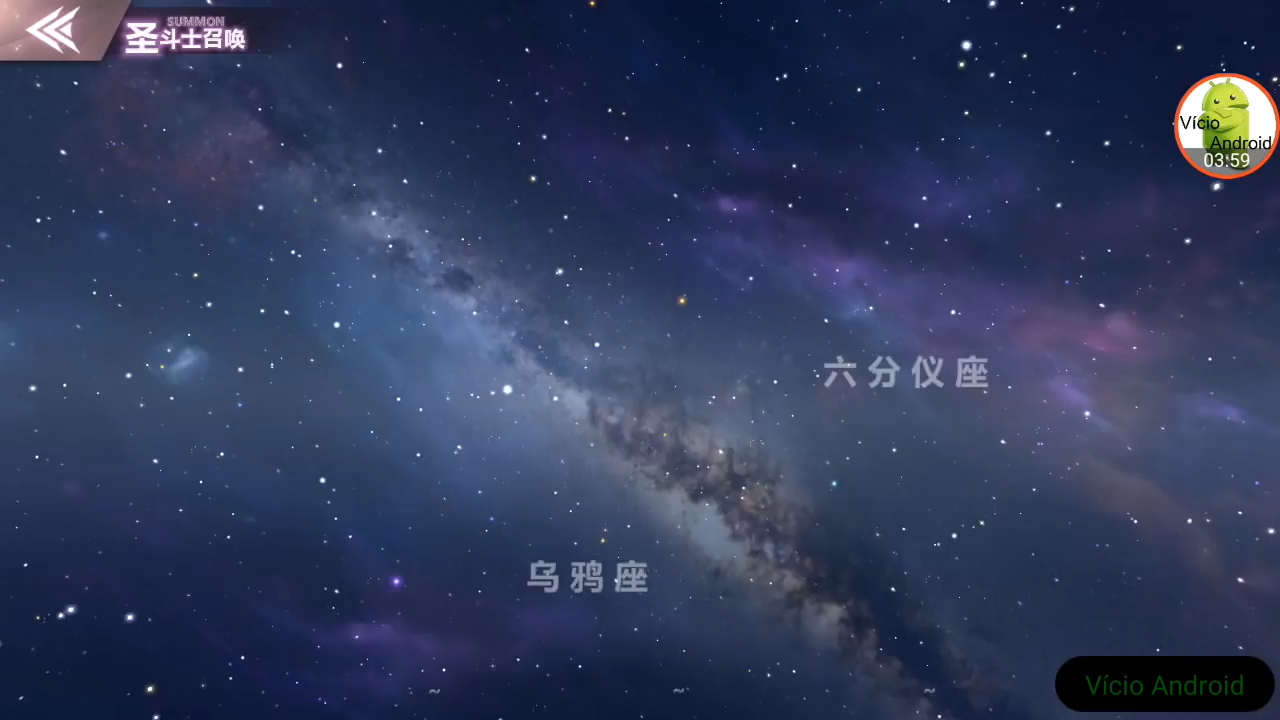 SUMMON
圣斗士召唤
Vício
Android
03:59
六分仪座
乌鸦座
~ ~ ~
Vício Android